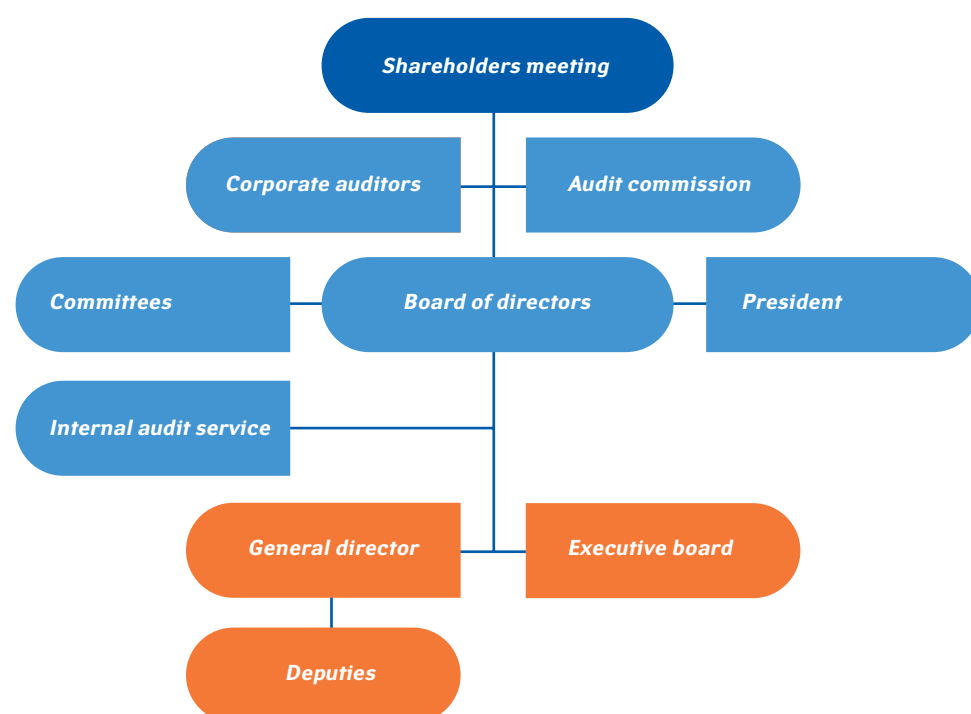 Shareholders meeting
Corporate auditors
Audit commission
Committees
Board of directors
President
Internal audit service
General director
Executive board
Deputies